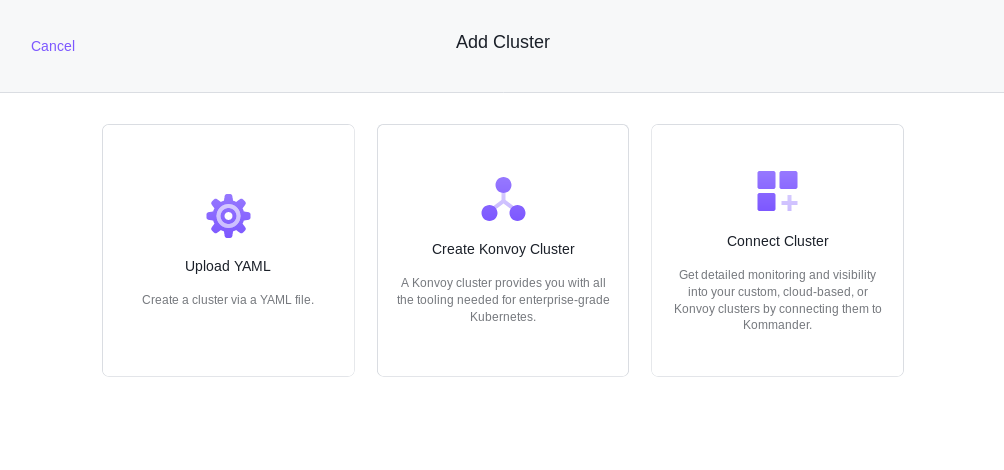 Cancel
Add Cluster
Upload YAML
Create a cluster via a YAML file.
Create Konvoy Cluster
A Konvoy cluster provides you with all
the tooling needed for enterprise-grade
Kubernetes.
Connect Cluster
Get detailed monitoring and visibility
into your custom, cloud-based, or
Konvoy clusters by connecting them to
Kommander.